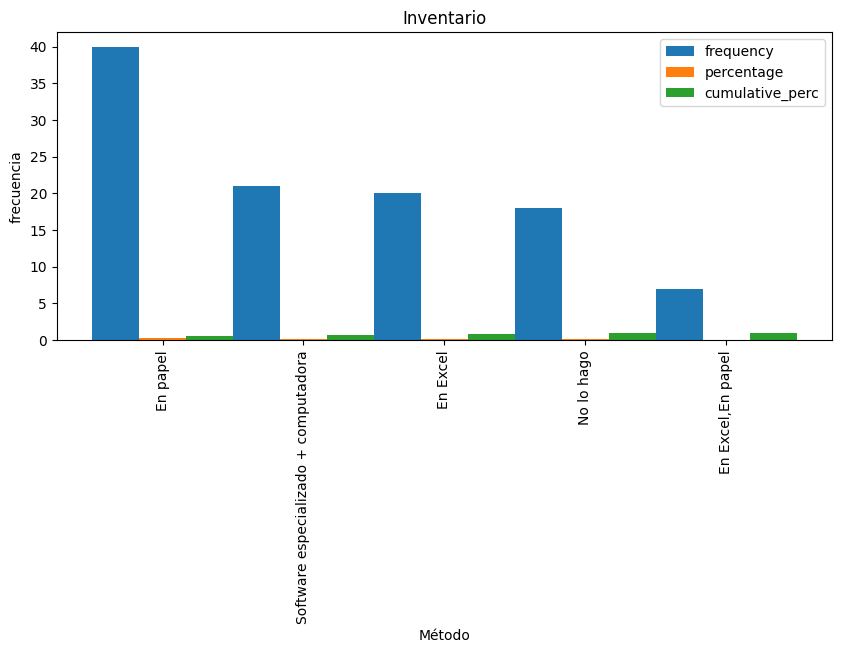 Inventario
frequency
percentage
cumulative_perc
frecuencia
40
35
30
25
20
15
10
5
0
En papel
Software especializado + computadora
En Excel
No lo hago
En Excel,En papel
Método